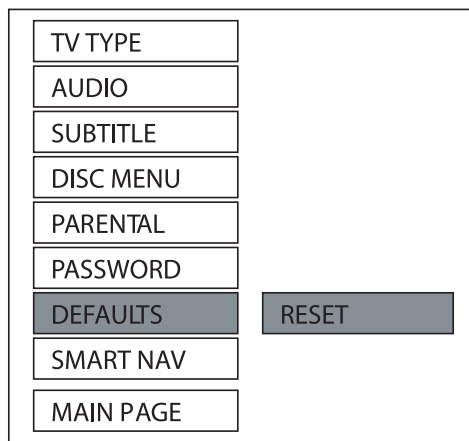 TV TYPE
AUDIO
SUBTITLE
DISC MENU
PARENTAL
PASSWORD
DEFAULTS RESET
SMART NAV
MAIN PAGE